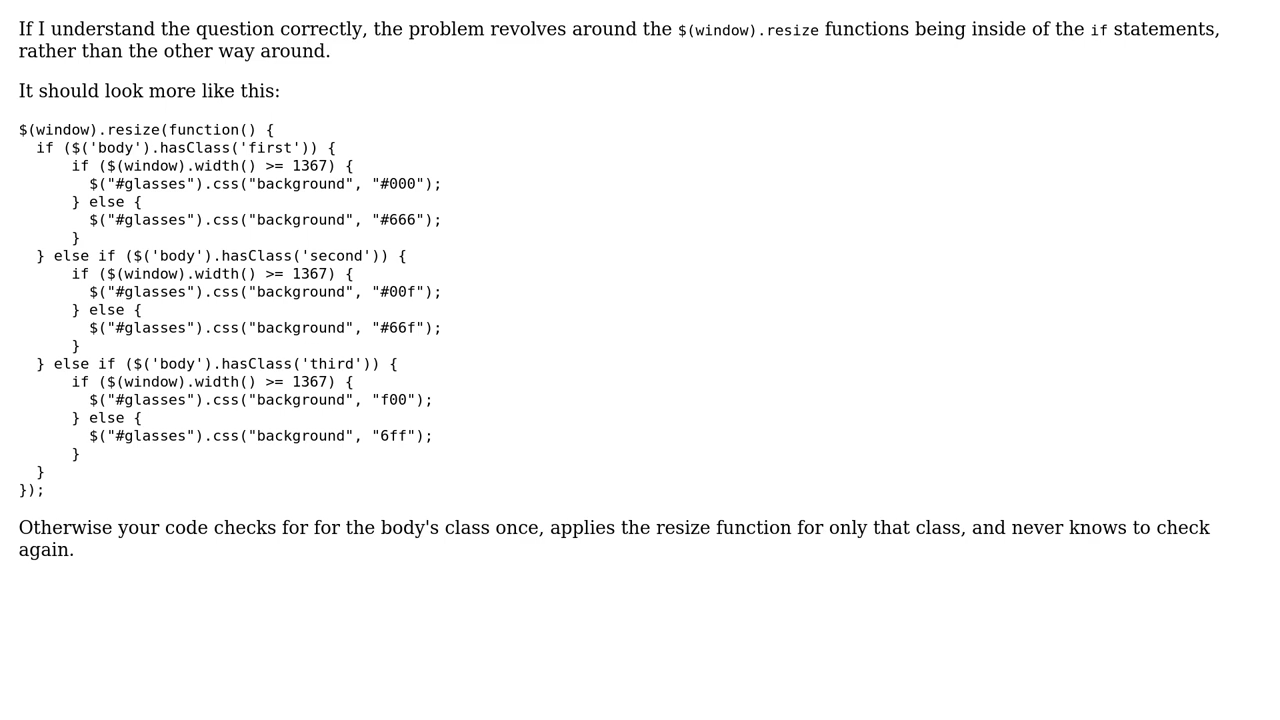 If I understand the question correctly, the problem revolves around the $(window).resize functions being inside of the if statements,
rather than the other way around.
It should look more like this:
$(window).resize(function() {
  if ($('body').hasClass('first')) {
      if ($(window).width() >= 1367) {
        $("#glasses").css("background", "#000");
      } else {
        $("#glasses").css("background", "#666");
      }
  } else if ($('body').hasClass('second')) {
      if ($(window).width() >= 1367) {
        $("#glasses").css("background", "#00f");
      } else {
        $("#glasses").css("background", "#66f");
      }
  } else if ($('body').hasClass('third')) {
      if ($(window).width() >= 1367) {
        $("#glasses").css("background", "f00");
      } else {
        $("#glasses").css("background", "6ff");
      }
  }
});
Otherwise your code checks for for the body's class once, applies the resize function for only that class, and never knows to check
again.